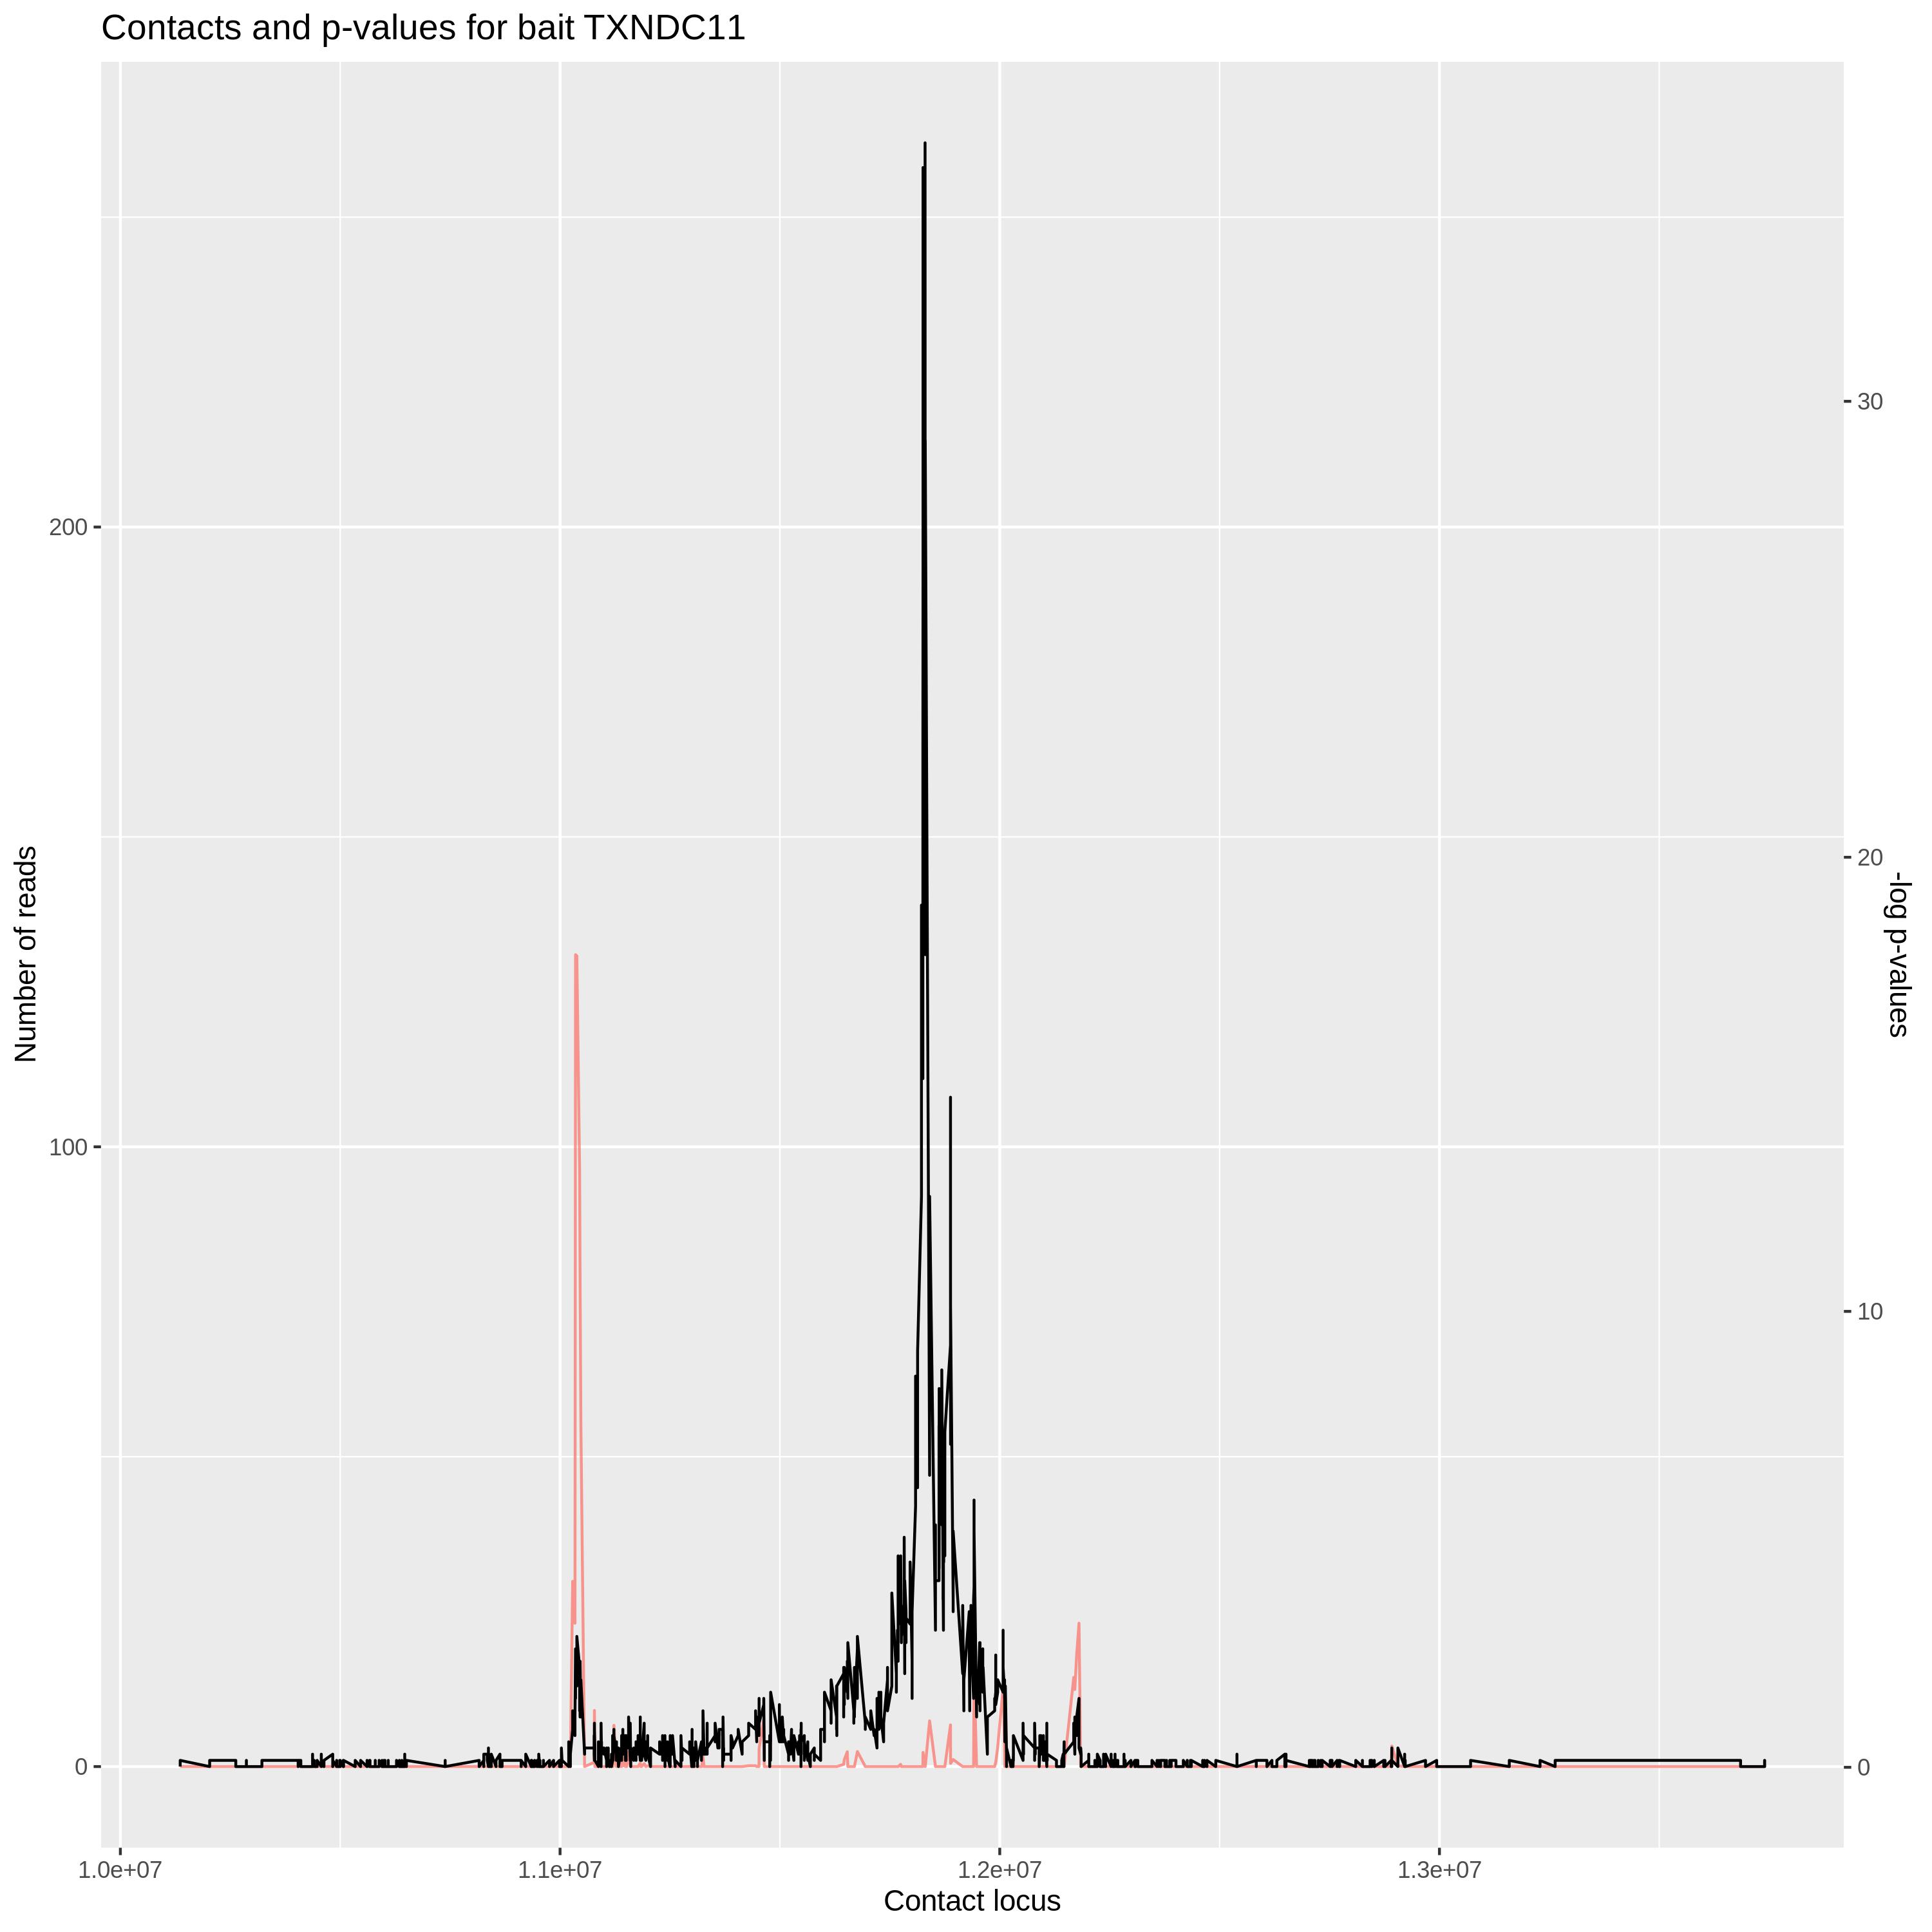 Contacts and p-values for bait TXNDC11
Number of reads
200
100
0
30
20
10
0
-log p-values
1.0e+07
1.1e+07
1.2e+07
1.3e+07
Contact locus